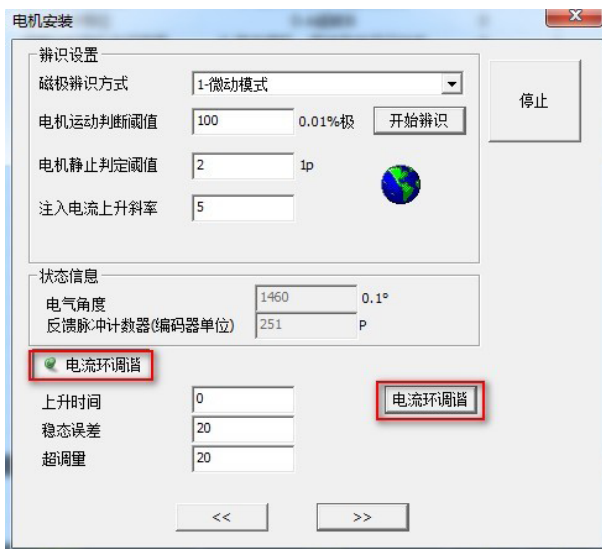 电机安装
辨识设置
磁极辨识方式 1-微动模式
停止
电机运动判断阈值 100 0.01%极 开始辨识
电机静止判定阈值 2 1p
注入电流上升斜率 5
状态信息
电气角度 1460 0.1°
反馈脉冲计数器(编码器单位) 251 P
电流环调谐
上升时间 0 电流环调谐
稳态误差 20
超调量 20
<< >>